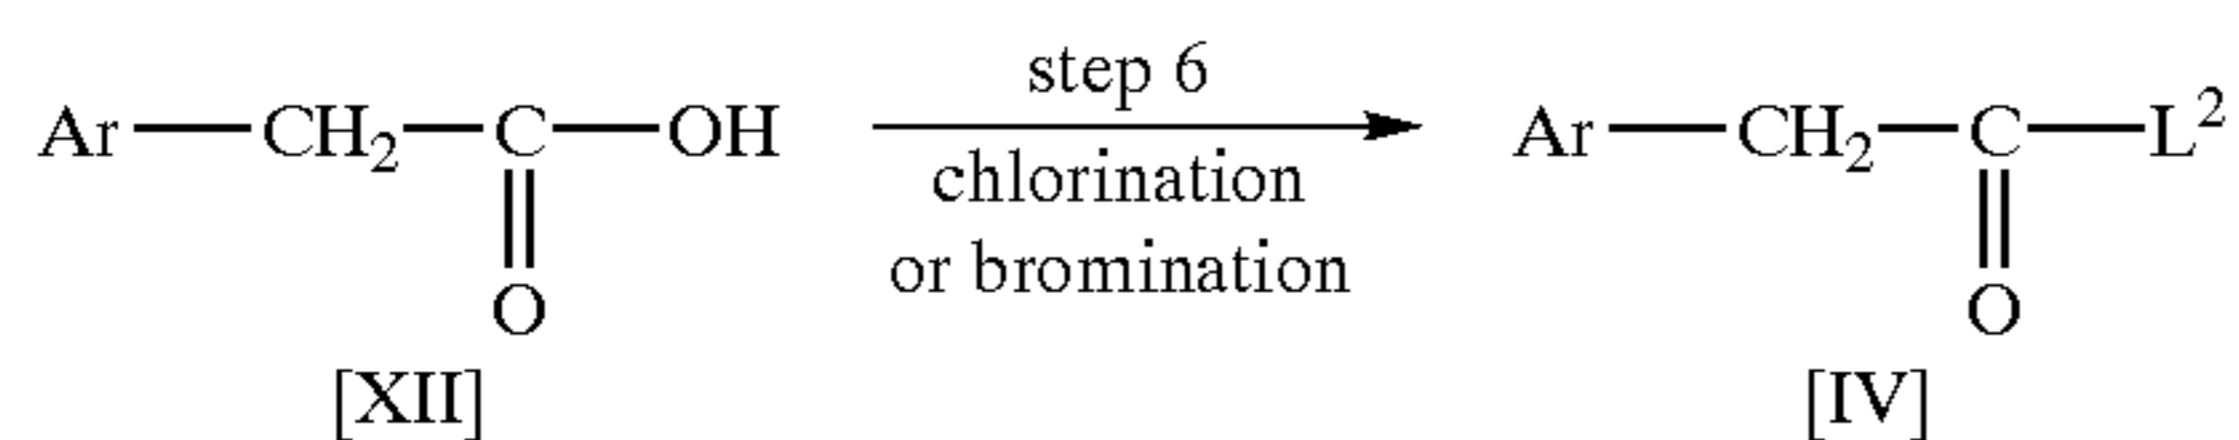 step 6
Ar—CH₂—C—OH Ar—CH₂—C—L²
chlorination
or bromination
O O
[XII] [IV]